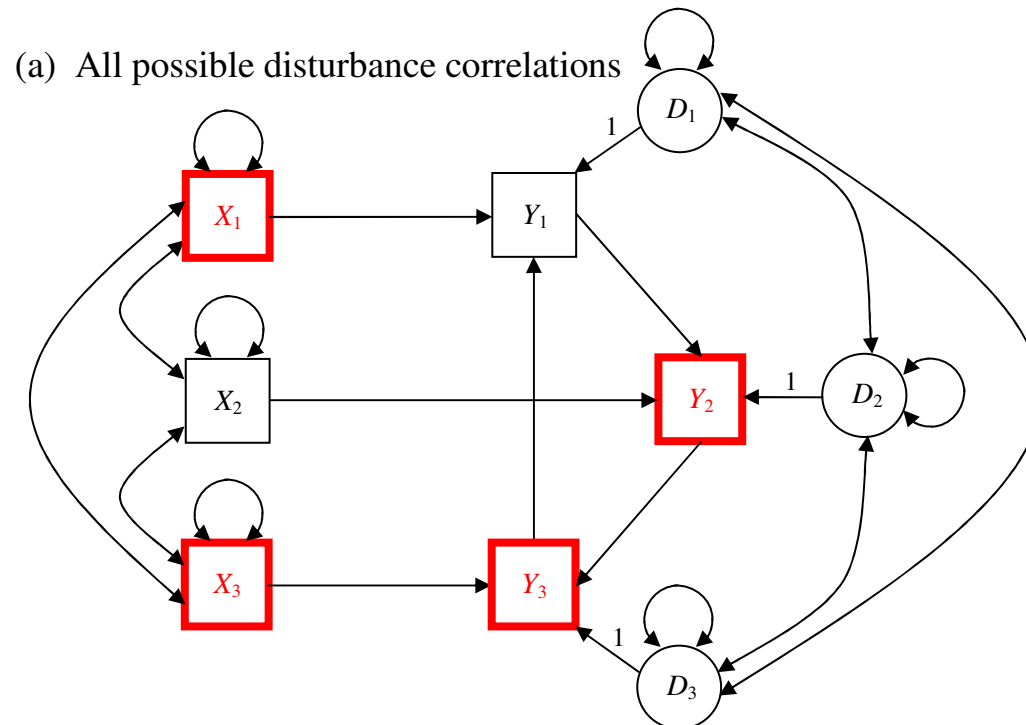 (a) All possible disturbance correlations
D₁
1
X₁
Y₁
X₂
Y₂
1
D₂
X₃
Y₃
1
D₃